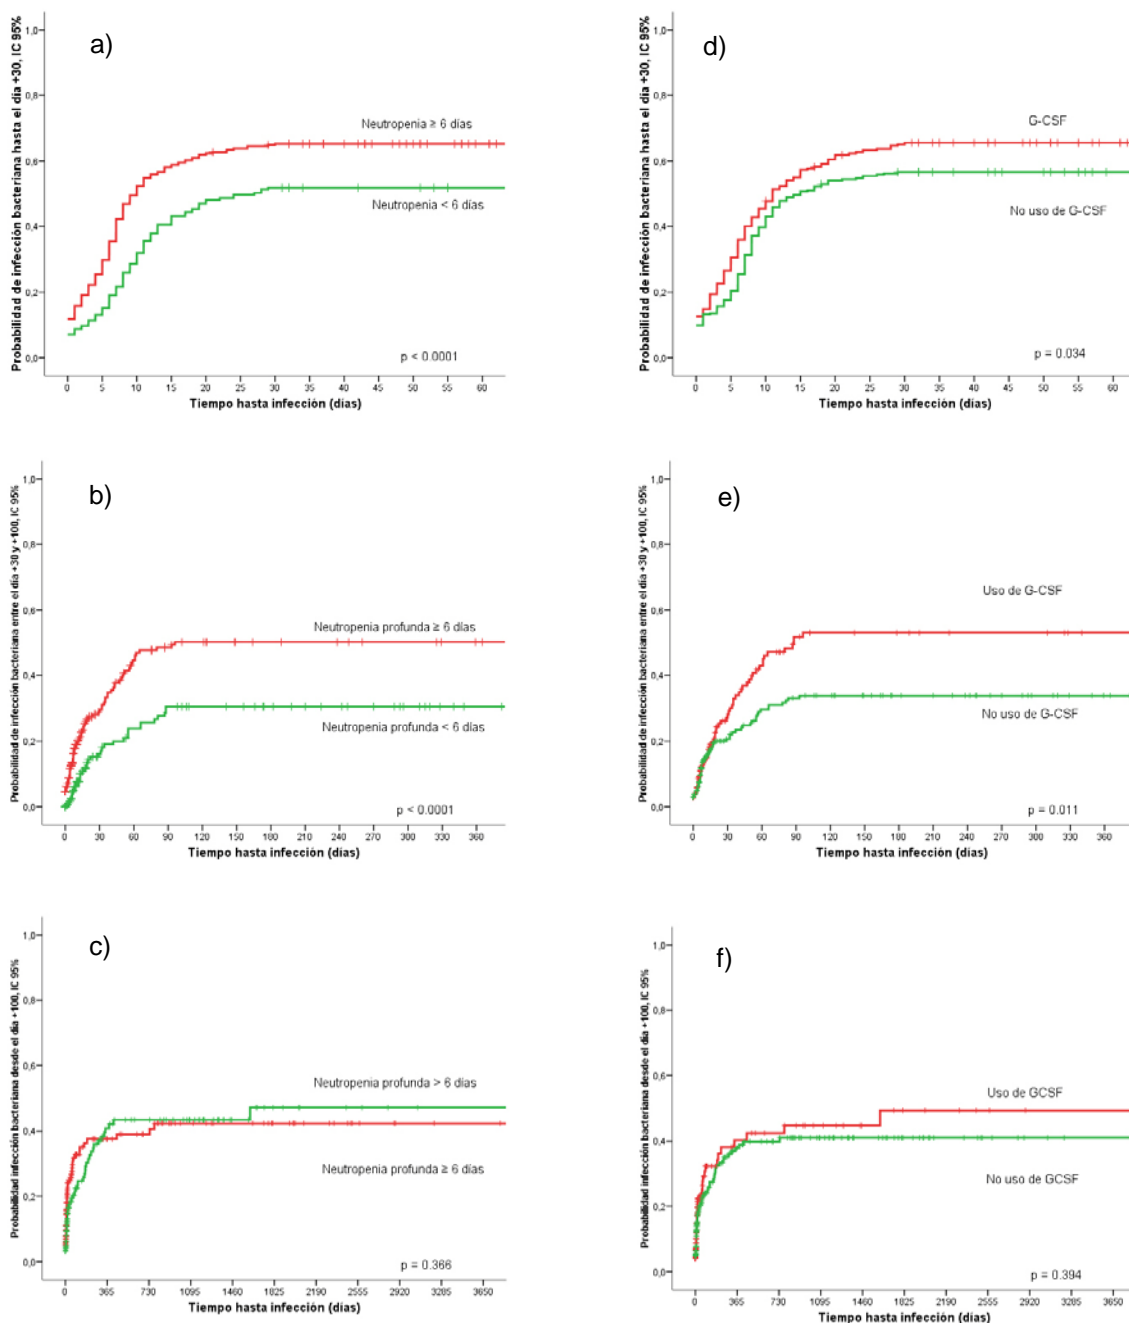 a)
Probabilidad de infección bacteriana hasta el día +30, IC 95%
1,0
0,8
0,6
0,4
0,2
0,0
Neutropenia ≥ 6 días
Neutropenia < 6 días
p < 0.0001
0 5 10 15 20 25 30 35 40 45 50 55 60
Tiempo hasta infección (días)
d)
Probabilidad de infección bacteriana hasta el día +30, IC 95%
1,0
0,8
0,6
0,4
0,2
0,0
G-CSF
No uso de G-CSF
p = 0.034
0 5 10 15 20 25 30 35 40 45 50 55 60
Tiempo hasta infección (días)
b)
Probabilidad de infección bacteriana entre el día +30 y +100, IC 95%
1,0
0,8
0,6
0,4
0,2
0,0
Neutropenia profunda ≥ 6 días
Neutropenia profunda < 6 días
p < 0.0001
0 30 60 90 120 150 180 210 240 270 300 330 360
Tiempo hasta infección (días)
e)
Probabilidad de infección bacteriana entre el día +30 y +100, IC 95%
1,0
0,8
0,6
0,4
0,2
0,0
Uso de G-CSF
No uso de G-CSF
p = 0.011
0 30 60 90 120 150 180 210 240 270 300 330 360
Tiempo hasta infección (días)
c)
Probabilidad infección bacteriana desde el día +100, IC 95%
1,0
0,8
0,6
0,4
0,2
0,0
Neutropenia profunda > 6 días
Neutropenia profunda ≥ 6 días
p = 0.366
0 365 730 1095 1460 1825 2190 2555 2920 3285 3650
Tiempo hasta infección (días)
f)
Probabilidad infección bacteriana desde el día +100, IC 95%
1,0
0,8
0,6
0,4
0,2
0,0
Uso de GCSF
No uso de GCSF
p = 0.394
0 365 730 1095 1460 1825 2190 2555 2920 3285 3650
Tiempo hasta infección (días)